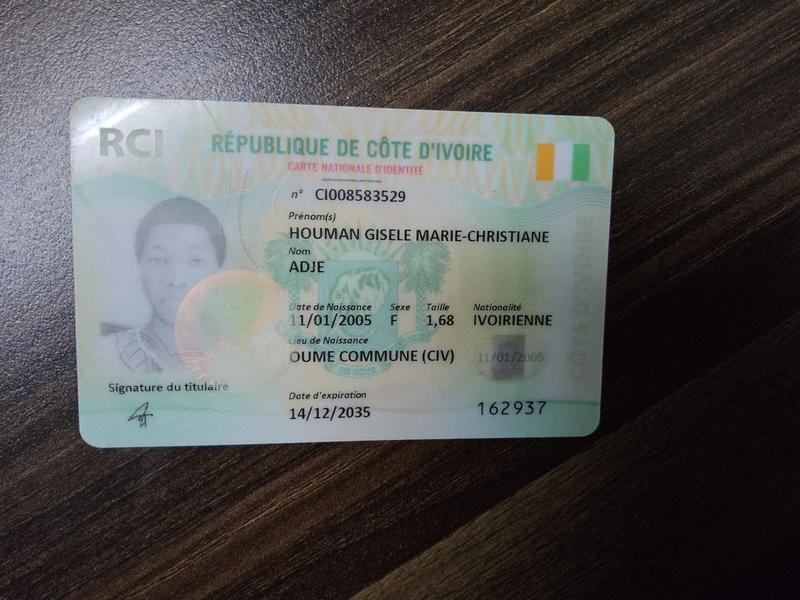 RCI
RÉPUBLIQUE DE CÔTE D'IVOIRE
CARTE NATIONALE D'IDENTITÉ
n° CI008583529
Prénom(s)
HOUMAN GISELE MARIE-CHRISTIANE
Nom
ADJE
Date de Naissance Sexe Taille Nationalité
11/01/2005 F 1,68 IVOIRIENNE
Lieu de Naissance
OUME COMMUNE (CIV)
11/01/2005
Signature du titulaire
Date d'expiration
14/12/2035
162937